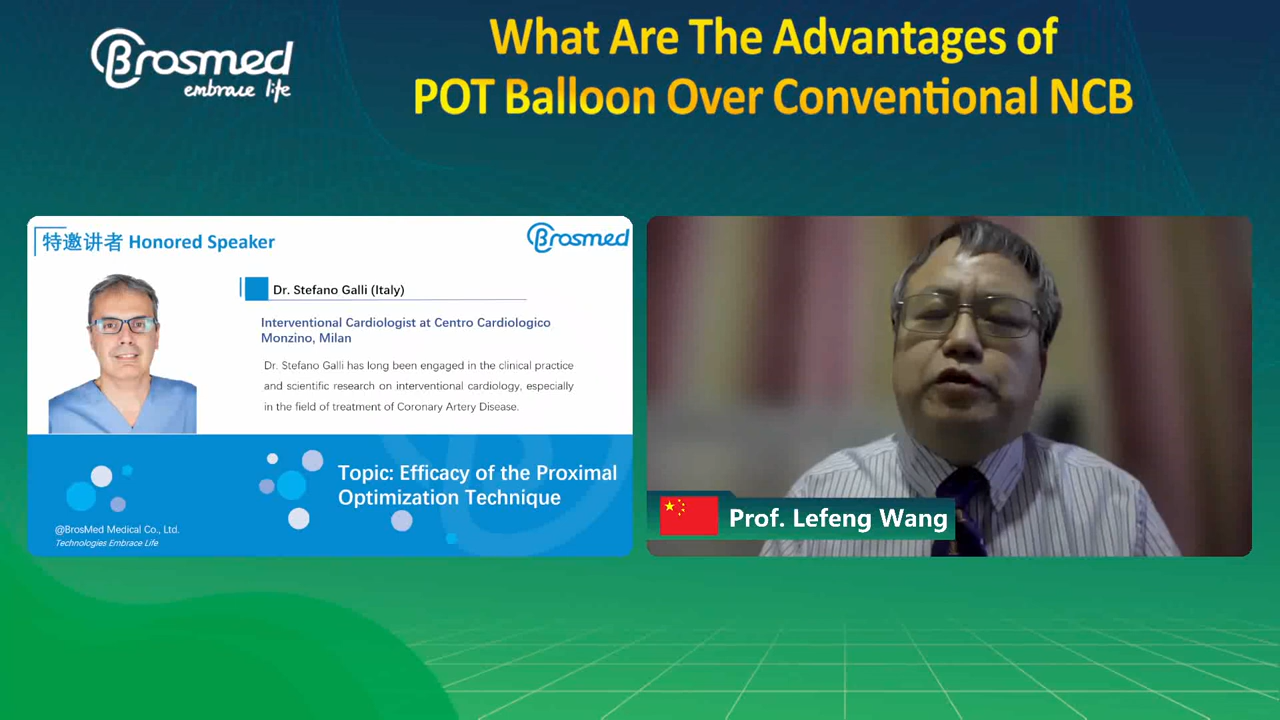 Brosmed
embrace life
What Are The Advantages of
POT Balloon Over Conventional NCB
特邀讲者 Honored Speaker
Brosmed
Dr. Stefano Galli (Italy)
Interventional Cardiologist at Centro Cardiologico
Monzino, Milan
Dr. Stefano Galli has long been engaged in the clinical practice
and scientific research on interventional cardiology, especially
in the field of treatment of Coronary Artery Disease.
Topic: Efficacy of the Proximal
Optimization Technique
@BrosMed Medical Co., Ltd.
Technologies Embrace Life
Prof. Lefeng Wang